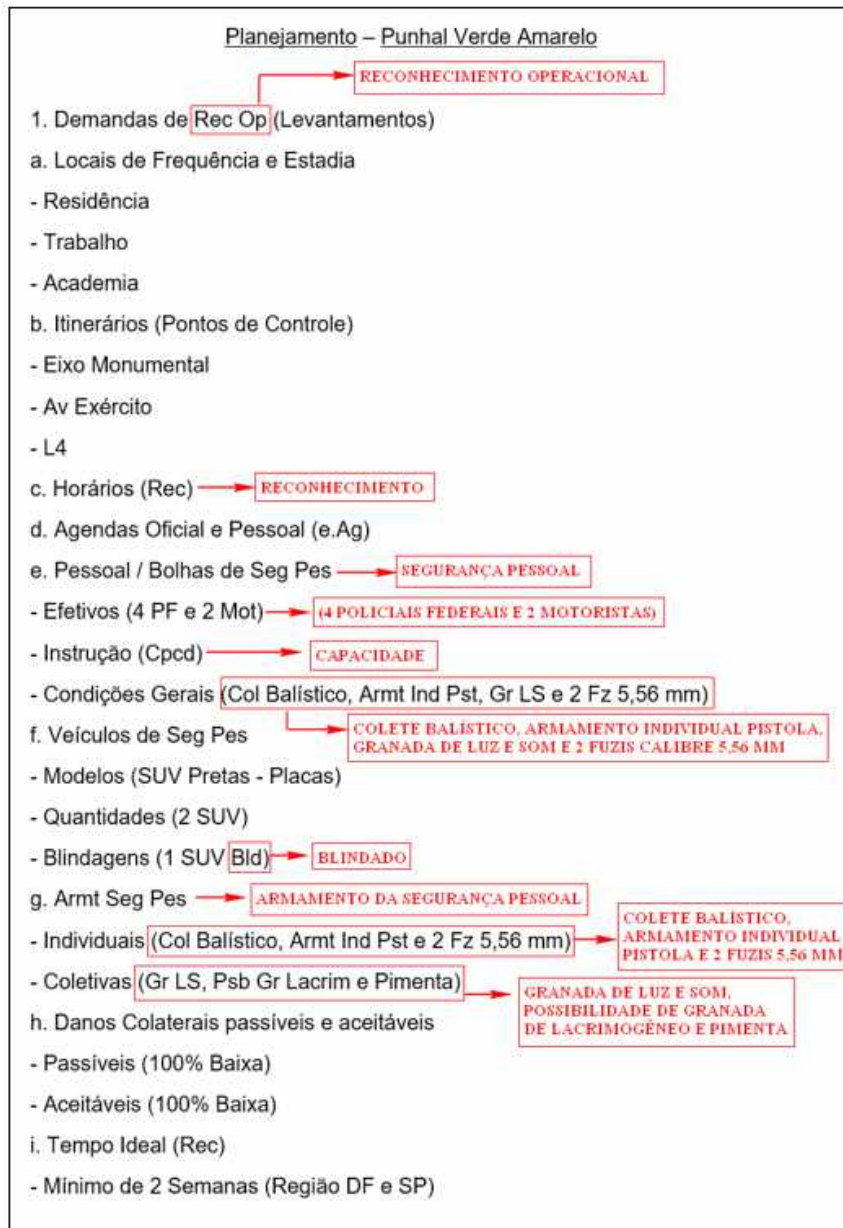 Planejamento – Punhal Verde Amarelo
RECONHECIMENTO OPERACIONAL
1. Demandas de Rec Op (Levantamentos)
a. Locais de Frequência e Estadia
- Residência
- Trabalho
- Academia
b. Itinerários (Pontos de Controle)
- Eixo Monumental
- Av Exército
- L4
c. Horários (Rec)
RECONHECIMENTO
d. Agendas Oficial e Pessoal (e.Ag)
e. Pessoal / Bolhas de Seg Pes
SEGURANÇA PESSOAL
- Efetivos (4 PF e 2 Mot)
(4 POLICIAIS FEDERAIS E 2 MOTORISTAS)
- Instrução (Cpcd)
CAPACIDADE
- Condições Gerais (Col Balístico, Armt Ind Pst, Gr LS e 2 Fz 5,56 mm)
COLETE BALÍSTICO, ARMAMENTO INDIVIDUAL PISTOLA,
GRANADA DE LUZ E SOM E 2 FUZIS CALIBRE 5,56 MM
f. Veículos de Seg Pes
- Modelos (SUV Pretas - Placas)
- Quantidades (2 SUV)
- Blindagens (1 SUV Bld)
BLINDADO
g. Armt Seg Pes
ARMAMENTO DA SEGURANÇA PESSOAL
- Individuais (Col Balístico, Armt Ind Pst e 2 Fz 5,56 mm)
COLETE BALÍSTICO,
ARMAMENTO INDIVIDUAL
PISTOLA E 2 FUZIS 5,56 MM
- Coletivas (Gr LS, Psb Gr Lacrim e Pimenta)
GRANADA DE LUZ E SOM,
POSSIBILIDADE DE GRANADA
DE LACRIMOGÊNEO E PIMENTA
h. Danos Colaterais passíveis e aceitáveis
- Passíveis (100% Baixa)
- Aceitáveis (100% Baixa)
i. Tempo Ideal (Rec)
- Mínimo de 2 Semanas (Região DF e SP)